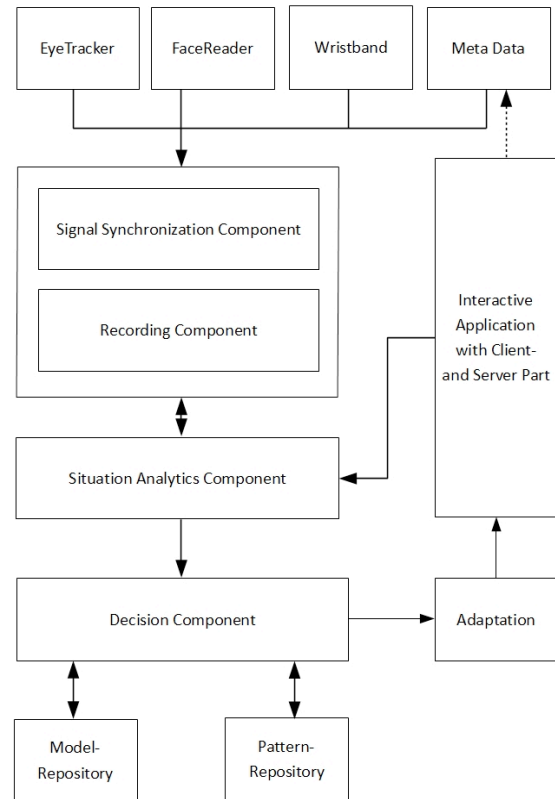 EyeTracker
FaceReader
Wristband
Meta Data
Signal Synchronization Component
Recording Component
Interactive
Application
with Client-
and Server Part
Situation Analytics Component
Decision Component
Adaptation
Model-
Repository
Pattern-
Repository